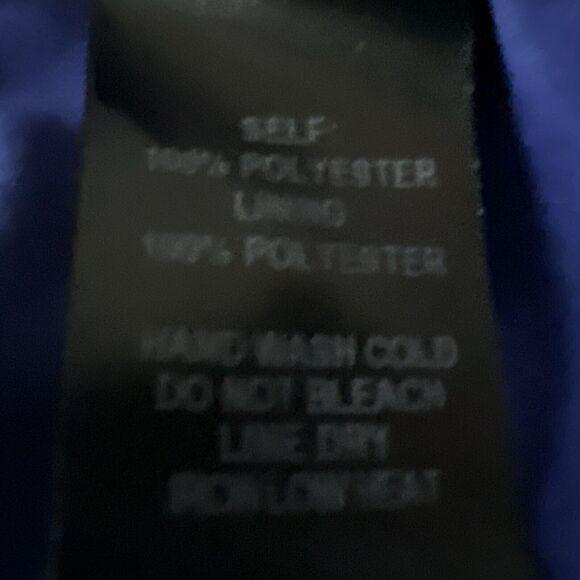 SELF:
100% POLYESTER
LINING
100% POLYESTER
HAND WASH COLD
DO NOT BLEACH
LINE DRY
IRON LOW HEAT